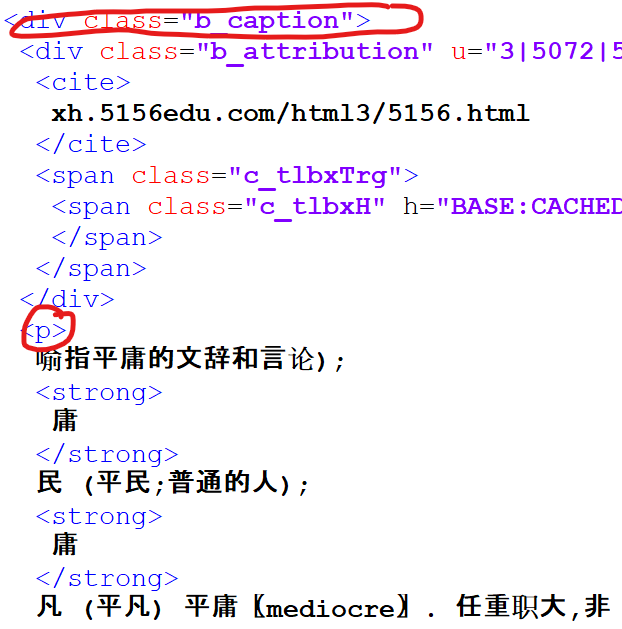 <div class="b_caption">
<div class="b_attribution" u="3|5072|5
<cite>
xh.5156edu.com/html3/5156.html
</cite>
<span class="c_tlbxTrg">
<span class="c_tlbxH" h="BASE:CACHED
</span>
</span>
</div>
<p>
喻指平庸的文辞和言论);
<strong>
庸
</strong>
民 (平民;普通的人);
<strong>
庸
</strong>
凡 (平凡) 平庸〖mediocre〗. 任重职大,非